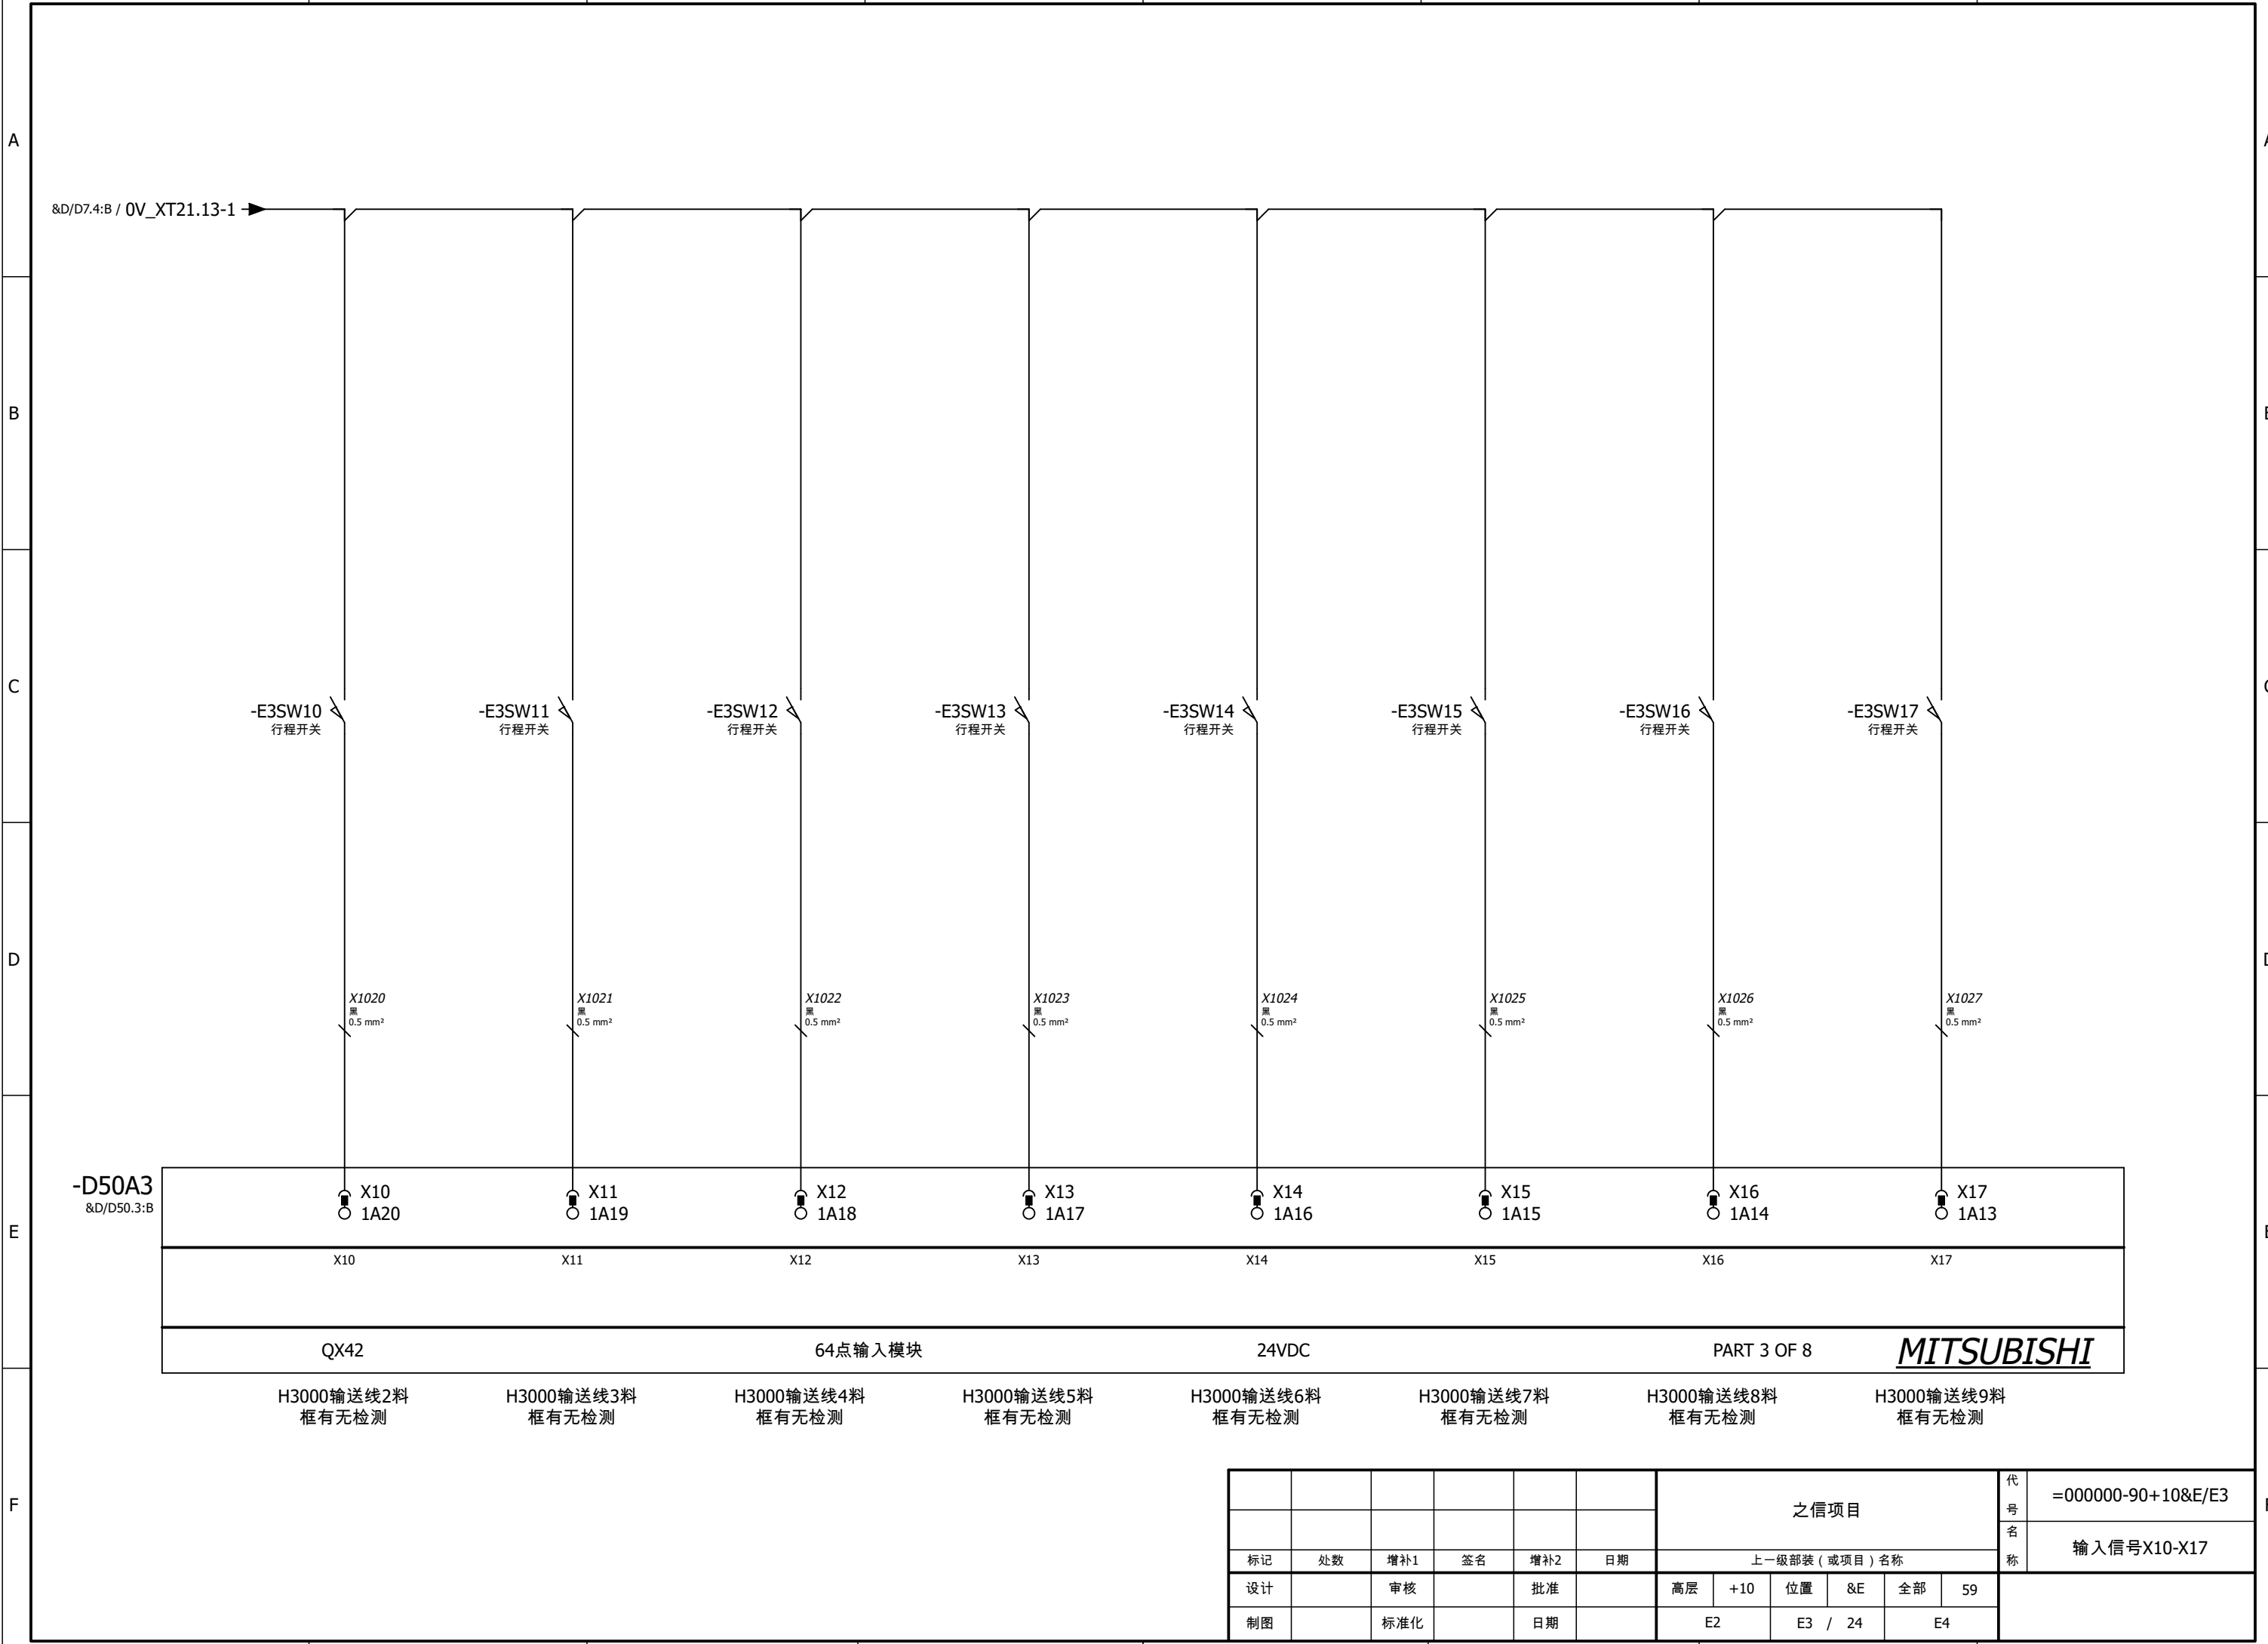 A
&D/D7.4:B / 0V_XT21.13-1
B
C
-E3SW10 -E3SW11 -E3SW12 -E3SW13 -E3SW14 -E3SW15 -E3SW16 -E3SW17
行程开关 行程开关 行程开关 行程开关 行程开关 行程开关 行程开关 行程开关
D
X1020 X1021 X1022 X1023 X1024 X1025 X1026 X1027
黑 黑 黑 黑 黑 黑 黑 黑
0.5 mm² 0.5 mm² 0.5 mm² 0.5 mm² 0.5 mm² 0.5 mm² 0.5 mm² 0.5 mm²
-D50A3 X10 X11 X12 X13 X14 X15 X16 X17
&D/D50.3:B 1A20 1A19 1A18 1A17 1A16 1A15 1A14 1A13
E
X10 X11 X12 X13 X14 X15 X16 X17
QX42 64点输入模块 24VDC PART 3 OF 8 MITSUBISHI
H3000输送线2料 H3000输送线3料 H3000输送线4料 H3000输送线5料 H3000输送线6料 H3000输送线7料 H3000输送线8料 H3000输送线9料
框有无检测 框有无检测 框有无检测 框有无检测 框有无检测 框有无检测 框有无检测 框有无检测
F
之信项目 代号 =000000-90+10&E/E3
名称 输入信号X10-X17
标记 处数 增补1 签名 增补2 日期 上一级部装（或项目）名称
设计 审核 批准 高层 +10 位置 &E 全部 59
制图 标准化 日期 E2 E3 / 24 E4